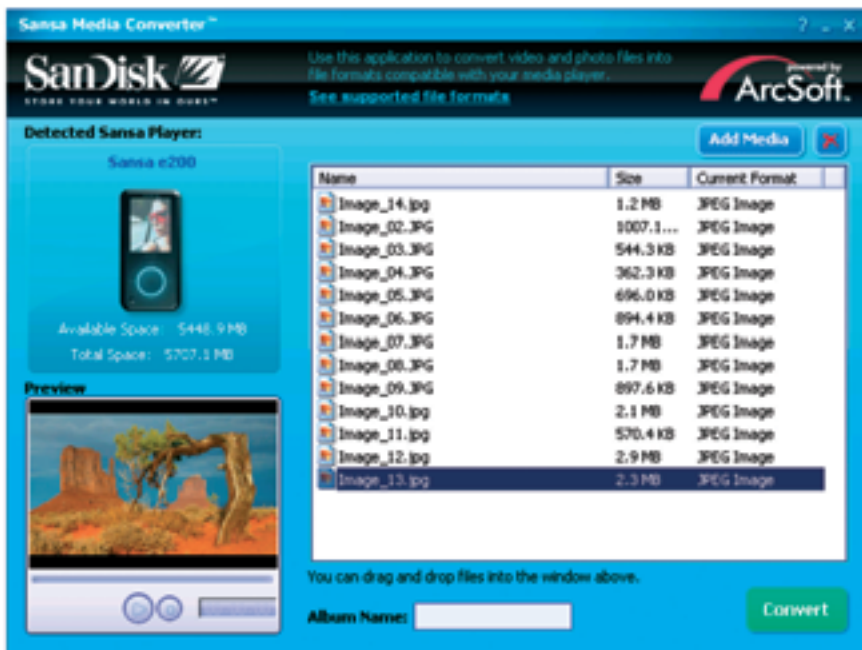 Sansa Media Converter™
? - x
SanDisk
STORE YOUR WORLD IN OURS™
Use this application to convert video and photo files into
file formats compatible with your media player.
See supported file formats
powered by
ArcSoft.
Detected Sansa Player:
Sansa e200
Available Space: 5448.9 MB
Total Space: 5707.1 MB
Preview
Add Media
Name Size Current Format
Image_14.jpg 1.2 MB JPEG Image
Image_02.JPG 1007.1... JPEG Image
Image_03.JPG 544.3 KB JPEG Image
Image_04.JPG 362.3 KB JPEG Image
Image_05.JPG 696.0 KB JPEG Image
Image_06.JPG 894.4 KB JPEG Image
Image_07.JPG 1.7 MB JPEG Image
Image_08.JPG 1.7 MB JPEG Image
Image_09.JPG 897.6 KB JPEG Image
Image_10.jpg 2.1 MB JPEG Image
Image_11.jpg 570.4 KB JPEG Image
Image_12.jpg 2.9 MB JPEG Image
Image_13.jpg 2.3 MB JPEG Image
You can drag and drop files into the window above.
Album Name:
Convert